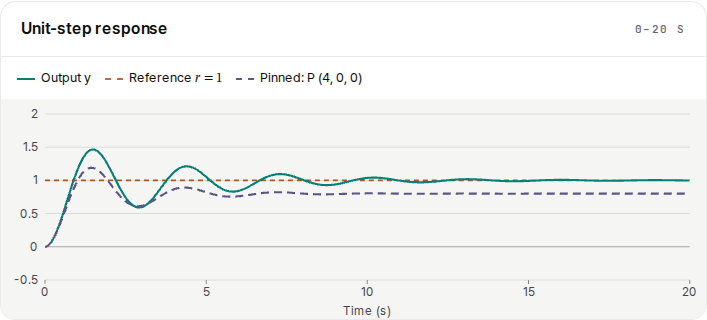 Unit-step response
0–20 S
Output y
Reference r = 1
Pinned: P (4, 0, 0)
2
1.5
1
0.5
0
-0.5
0
5
10
15
20
Time (s)